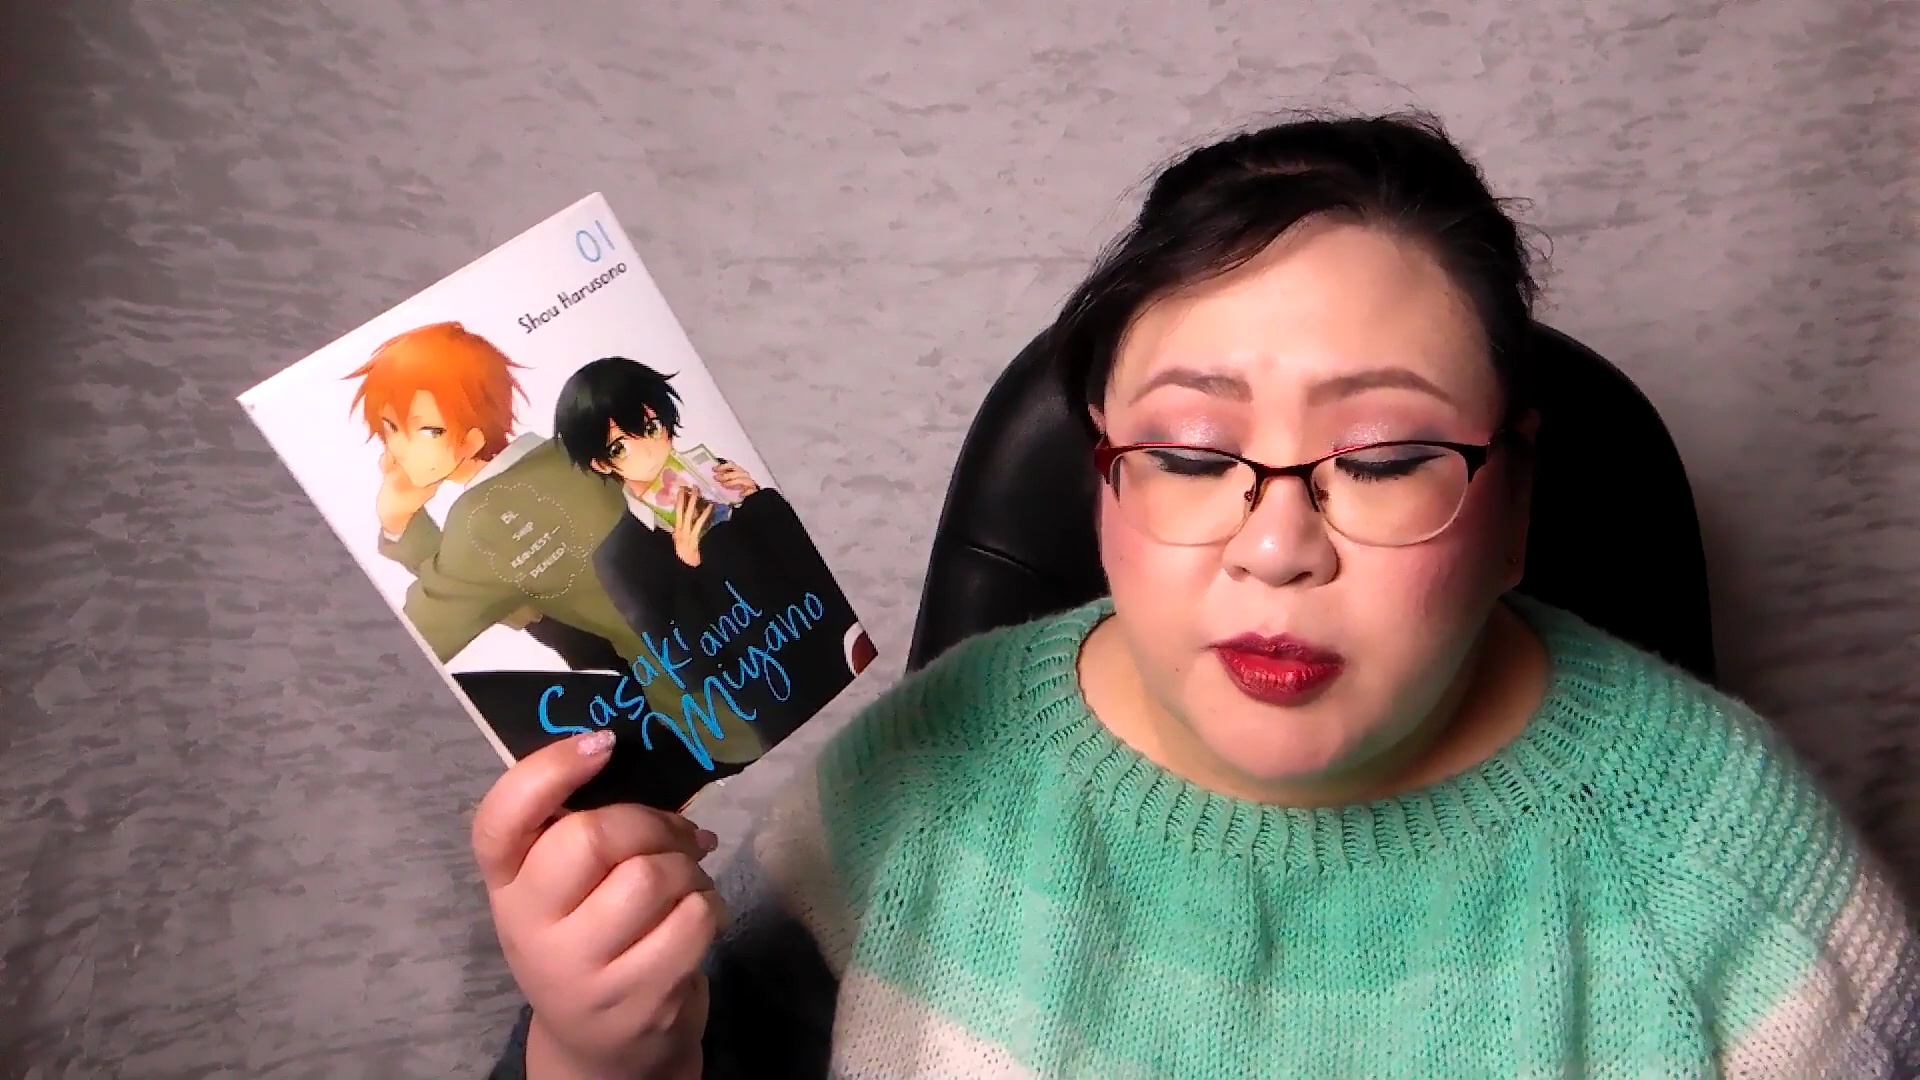 01
Shou Harusono
BL
SHIP
REQUEST—
DENIED!
Sasaki and
Miyano